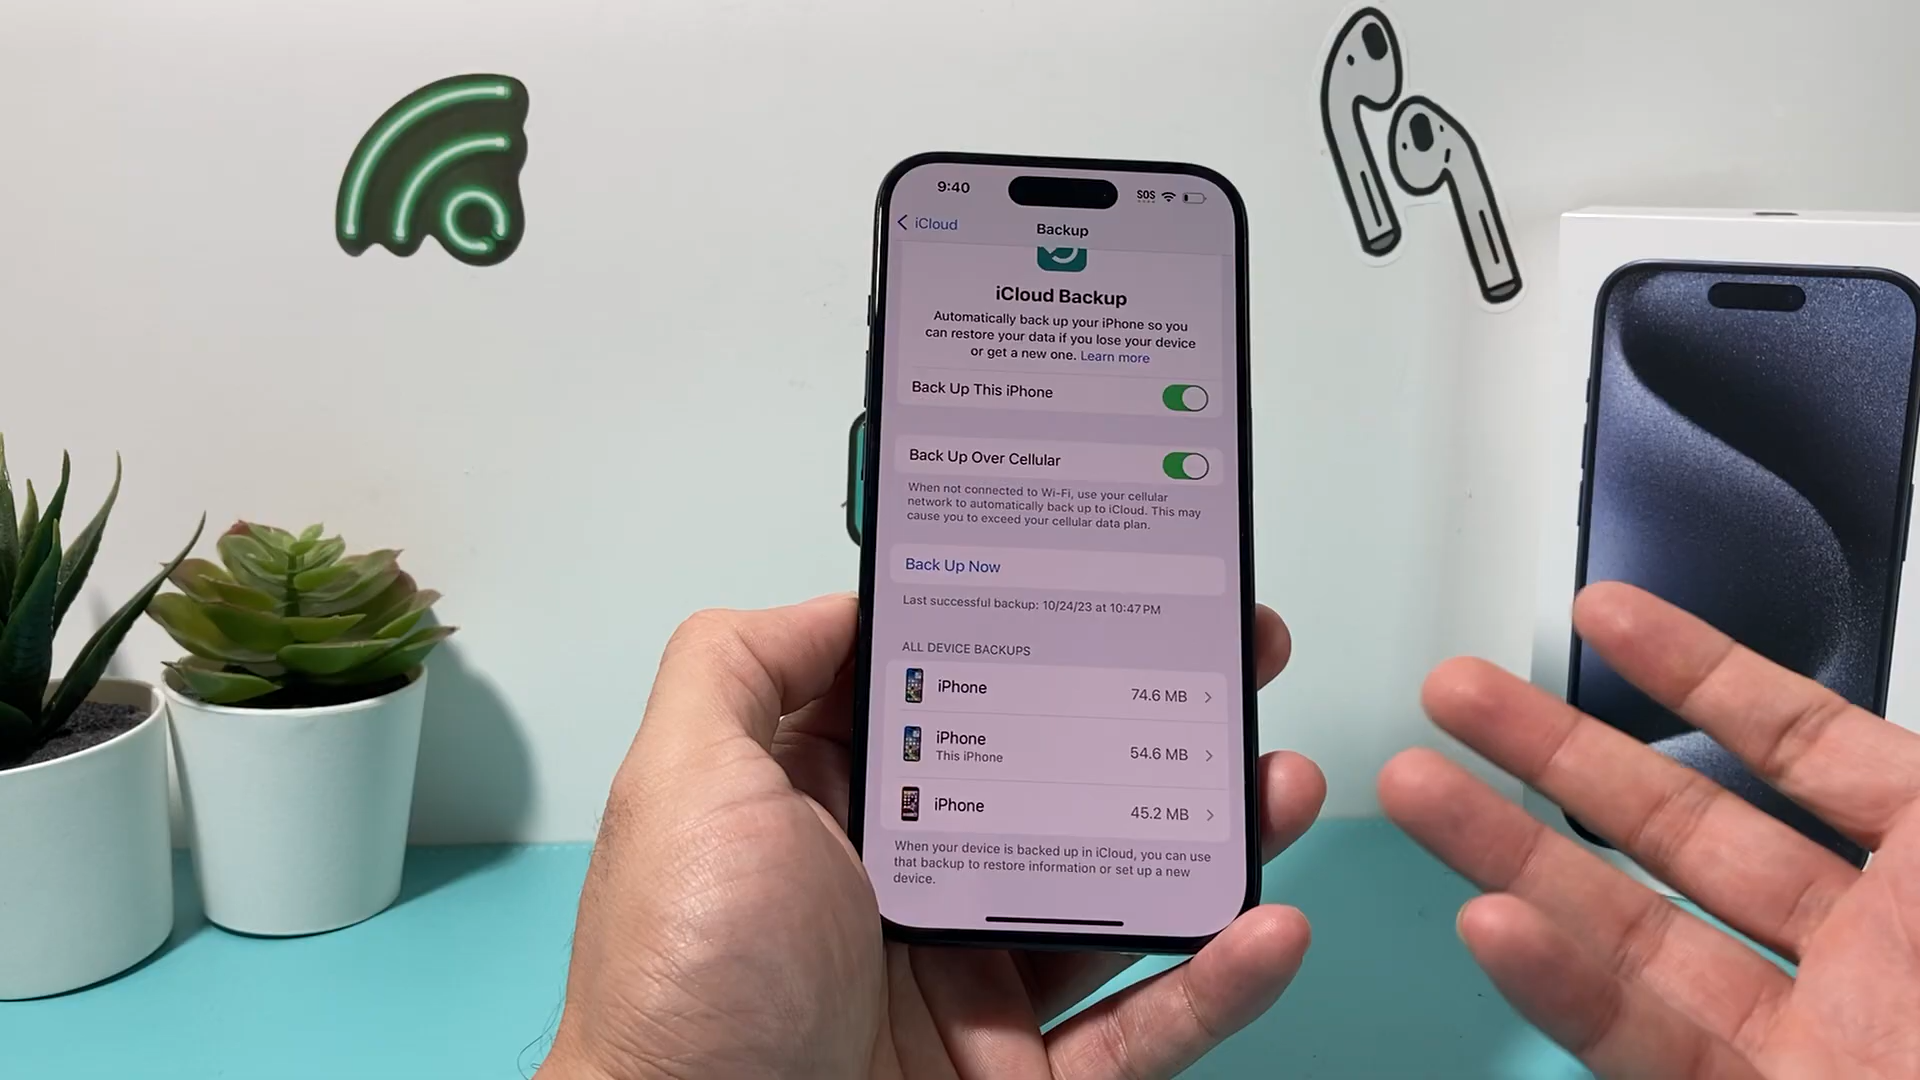 9:40
SOS
iCloud
Backup
iCloud Backup
Automatically back up your iPhone so you
can restore your data if you lose your device
or get a new one. Learn more
Back Up This iPhone
Back Up Over Cellular
When not connected to Wi-Fi, use your cellular
network to automatically back up to iCloud. This may
cause you to exceed your cellular data plan.
Back Up Now
Last successful backup: 10/24/23 at 10:47 PM
ALL DEVICE BACKUPS
iPhone 74.6 MB
iPhone 54.6 MB
This iPhone
iPhone 45.2 MB
When your device is backed up in iCloud, you can use
that backup to restore information or set up a new
device.